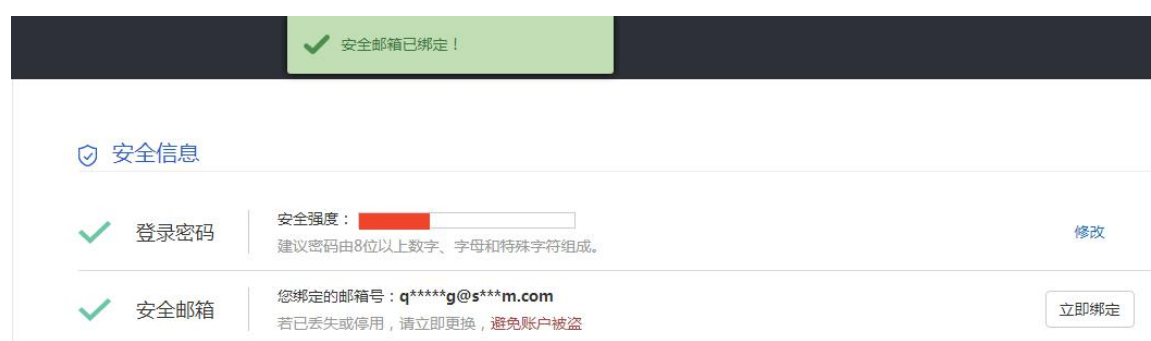 安全邮箱已绑定！
安全信息
登录密码
安全强度：
建议密码由8位以上数字、字母和特殊字符组成。
修改
安全邮箱
您绑定的邮箱号：q*****g@s***m.com
若已丢失或停用，请立即更换，避免账户被盗
立即绑定